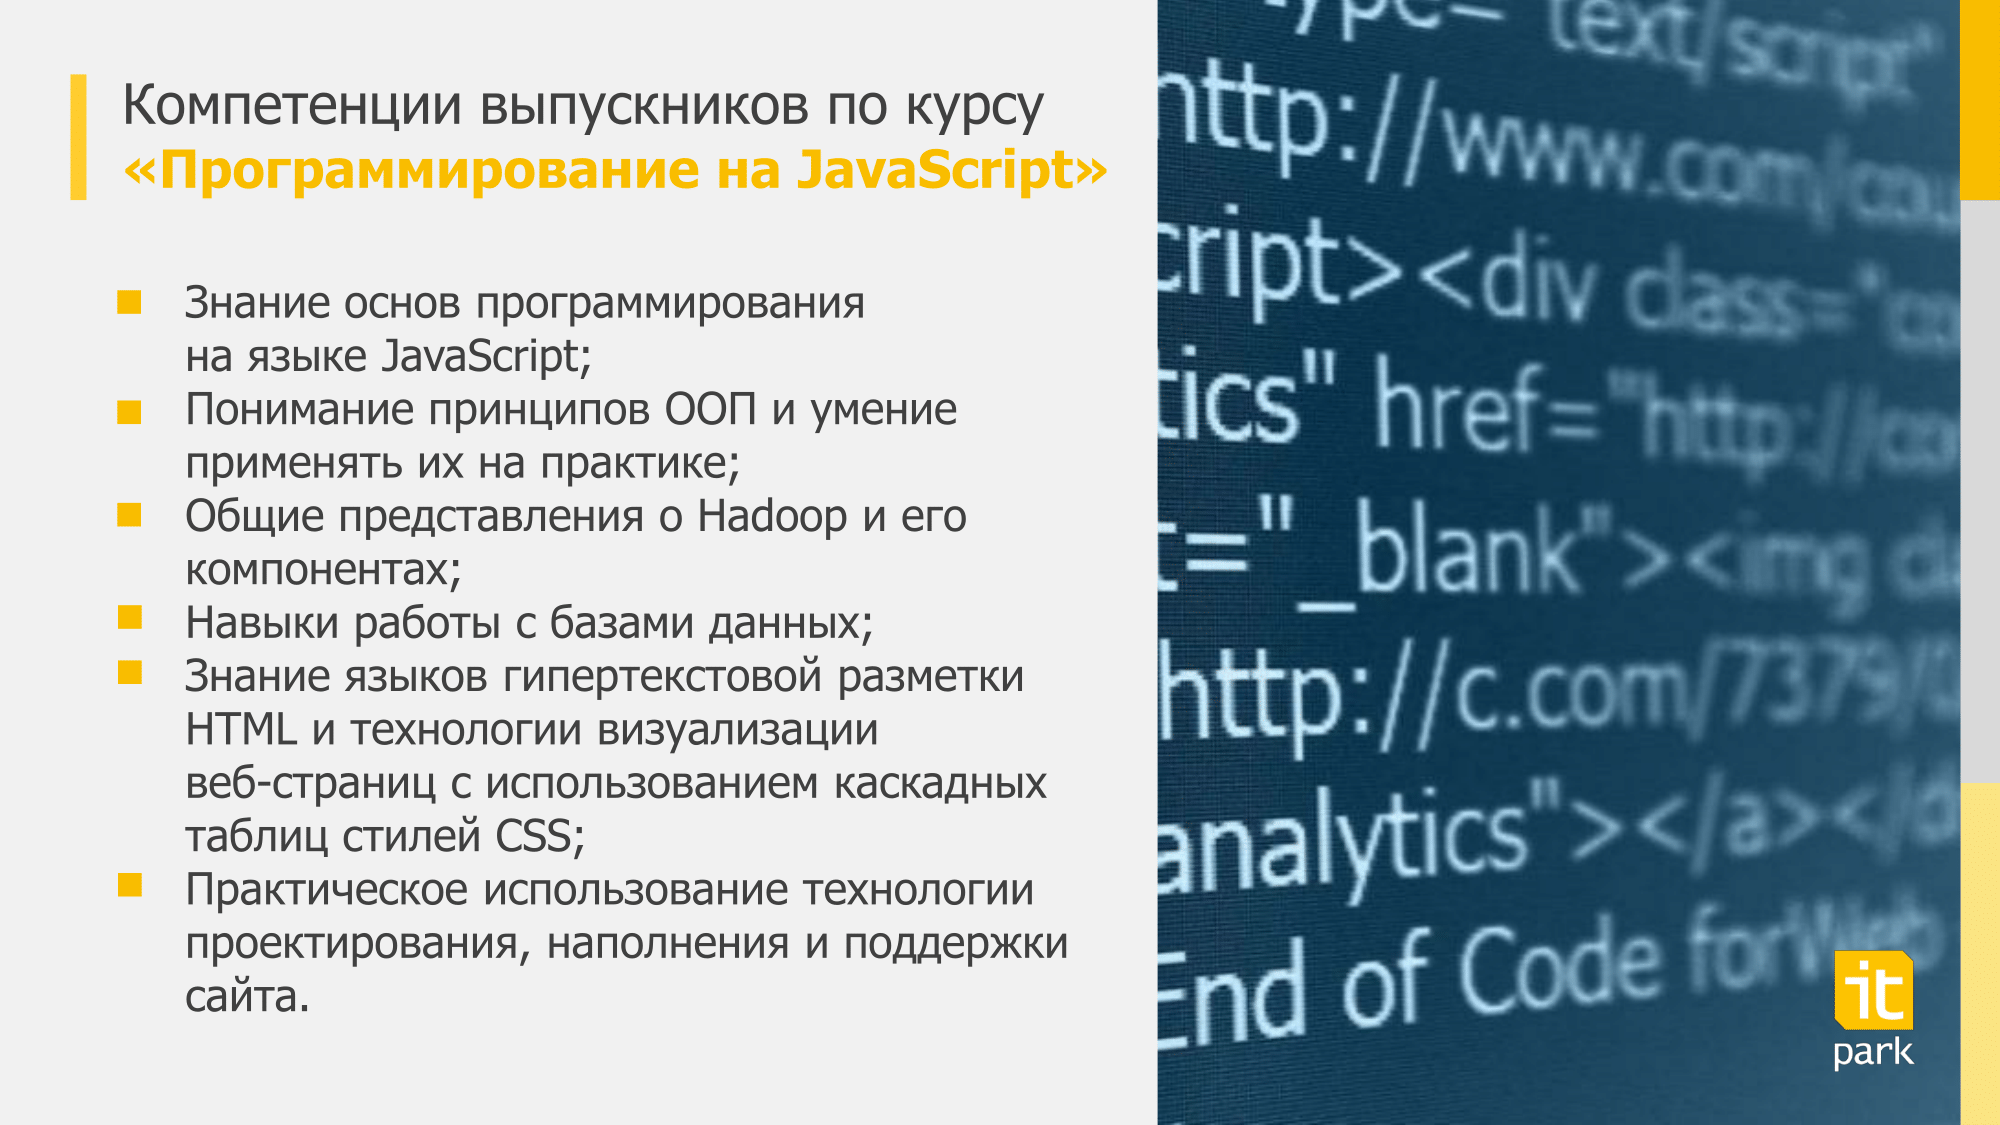 Компетенции выпускников по курсу
«Программирование на JavaScript»
Знание основ программирования
на языке JavaScript;
Понимание принципов ООП и умение
применять их на практике;
Общие представления о Hadoop и его
компонентах;
Навыки работы с базами данных;
Знание языков гипертекстовой разметки
HTML и технологии визуализации
веб-страниц с использованием каскадных
таблиц стилей CSS;
Практическое использование технологии
проектирования, наполнения и поддержки
сайта.
ype="text/script"
http://www.com/cou
cript><div class="co
tics" href="http://co
t="_blank"><img cla
http://c.com/7379/
analytics"></a></
End of Code forWeb
it
park